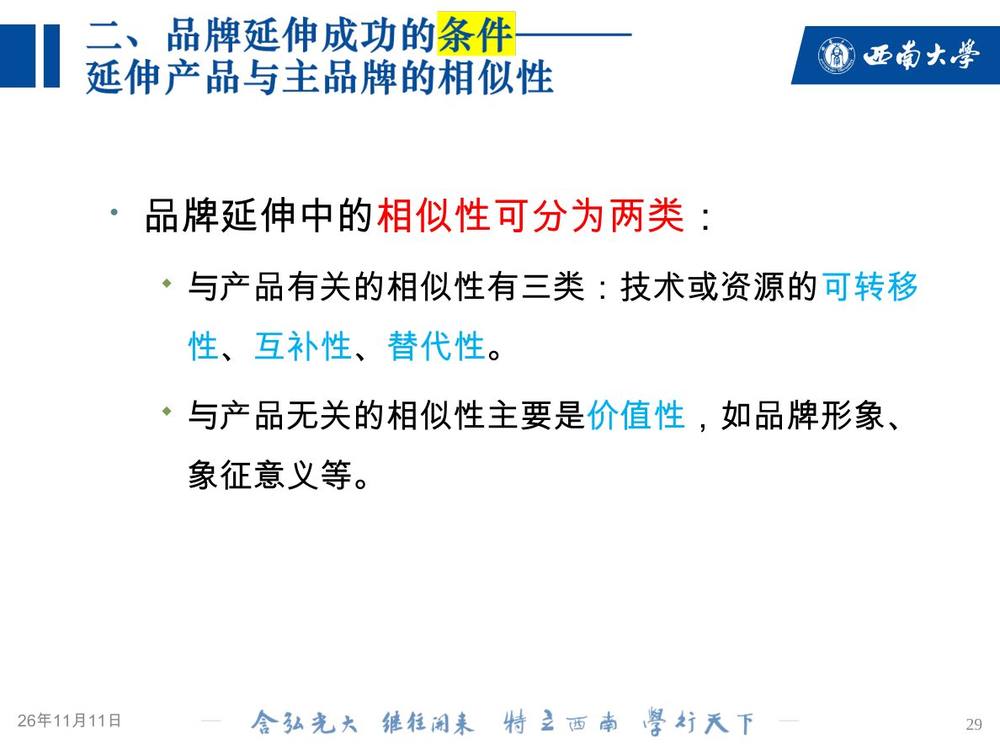 二、品牌延伸成功的条件——
延伸产品与主品牌的相似性
西南大学
• 品牌延伸中的相似性可分为两类：
与产品有关的相似性有三类：技术或资源的可转移
性、互补性、替代性。
与产品无关的相似性主要是价值性，如品牌形象、
象征意义等。
26年11月11日
含弘光大 继往开来 特立西南 學行天下
29